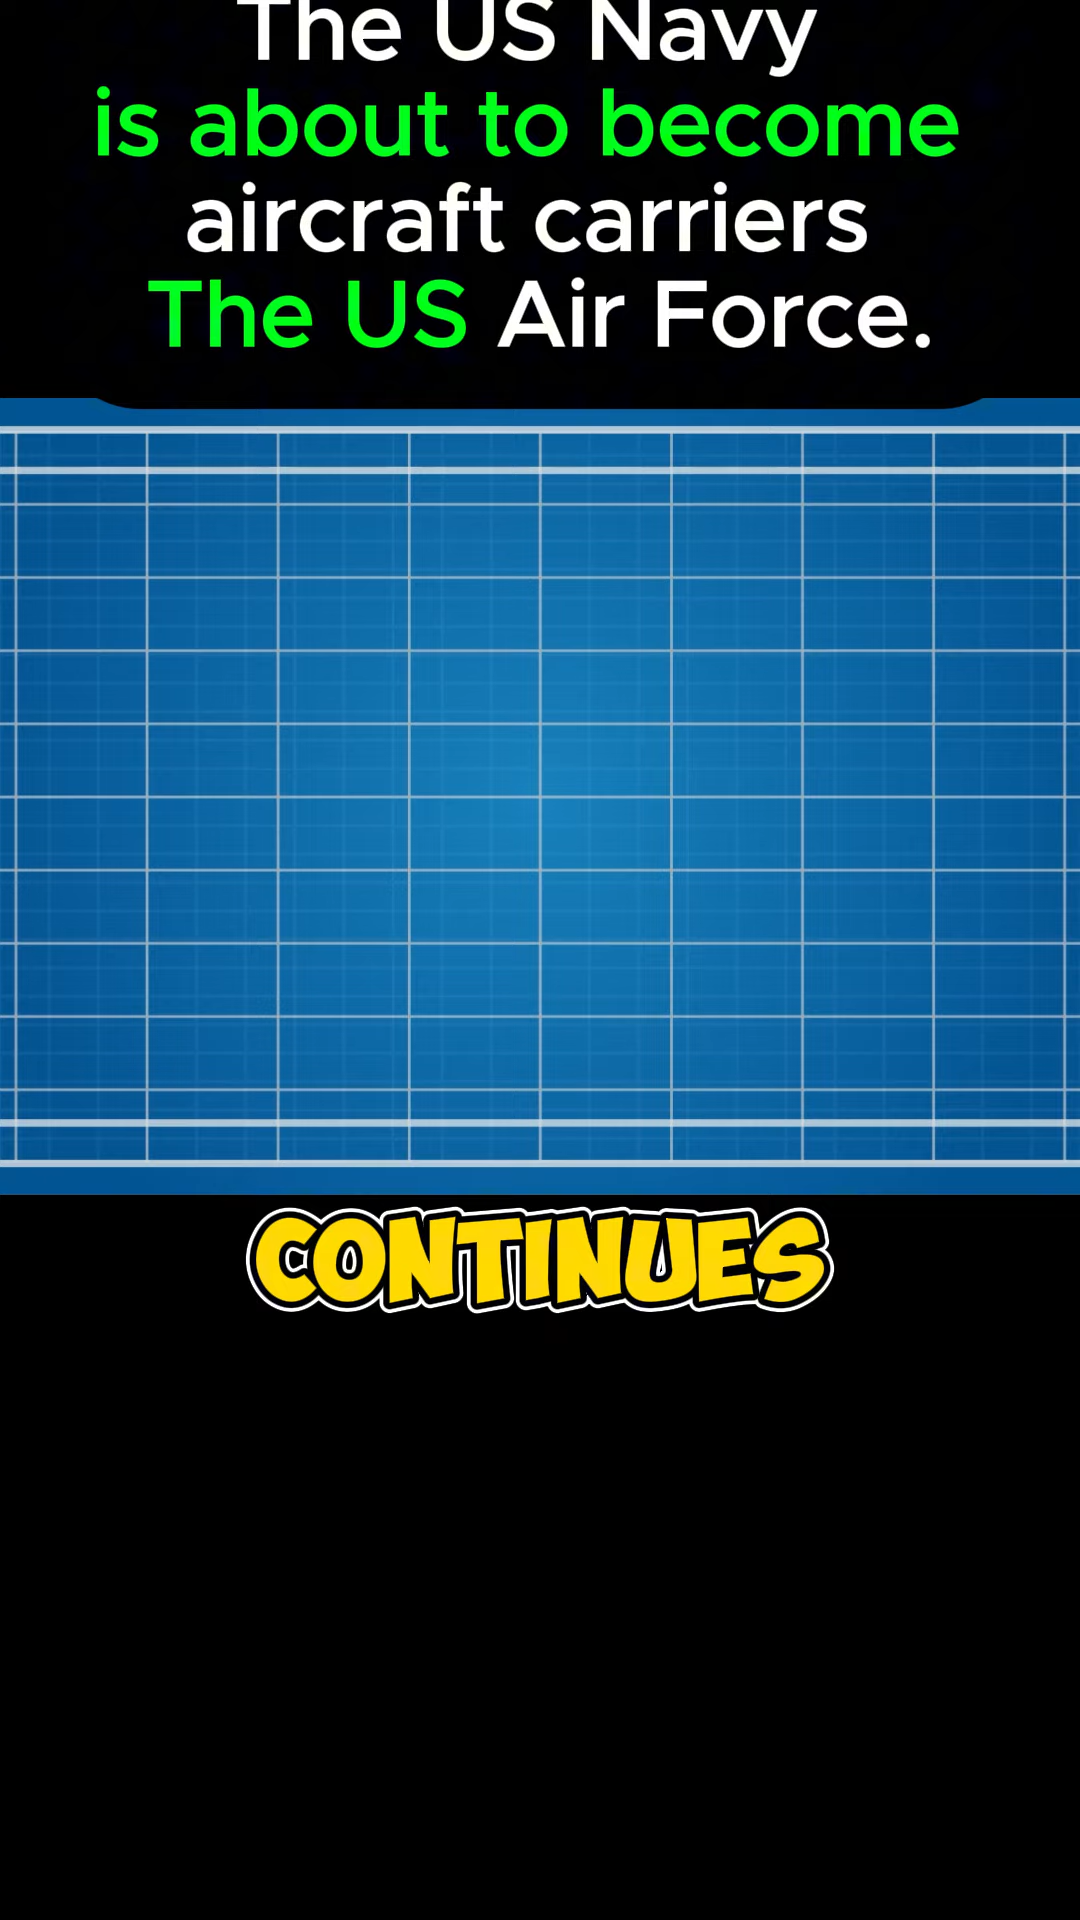 The US Navy
is about to become
aircraft carriers
The US Air Force.
CONTINUES